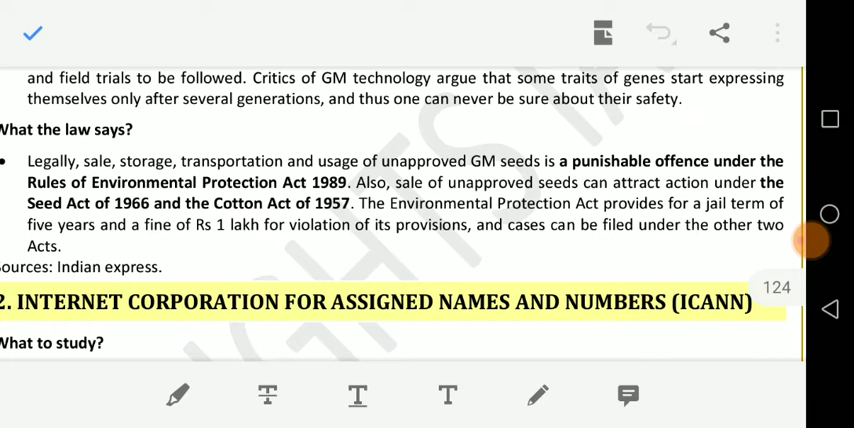 and field trials to be followed. Critics of GM technology argue that some traits of genes start expressing
themselves only after several generations, and thus one can never be sure about their safety.
What the law says?
Legally, sale, storage, transportation and usage of unapproved GM seeds is a punishable offence under the
Rules of Environmental Protection Act 1989. Also, sale of unapproved seeds can attract action under the
Seed Act of 1966 and the Cotton Act of 1957. The Environmental Protection Act provides for a jail term of
five years and a fine of Rs 1 lakh for violation of its provisions, and cases can be filed under the other two
Acts.
Sources: Indian express.
2. INTERNET CORPORATION FOR ASSIGNED NAMES AND NUMBERS (ICANN)
124
What to study?